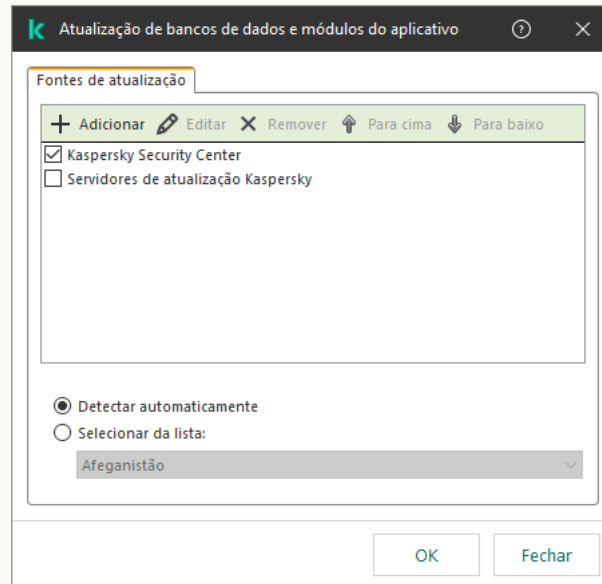 Atualização de bancos de dados e módulos do aplicativo
Fontes de atualização
Adicionar Editar Remover Para cima Para baixo
Kaspersky Security Center
Servidores de atualização Kaspersky
Detectar automaticamente
Selecionar da lista:
Afeganistão
OK Fechar